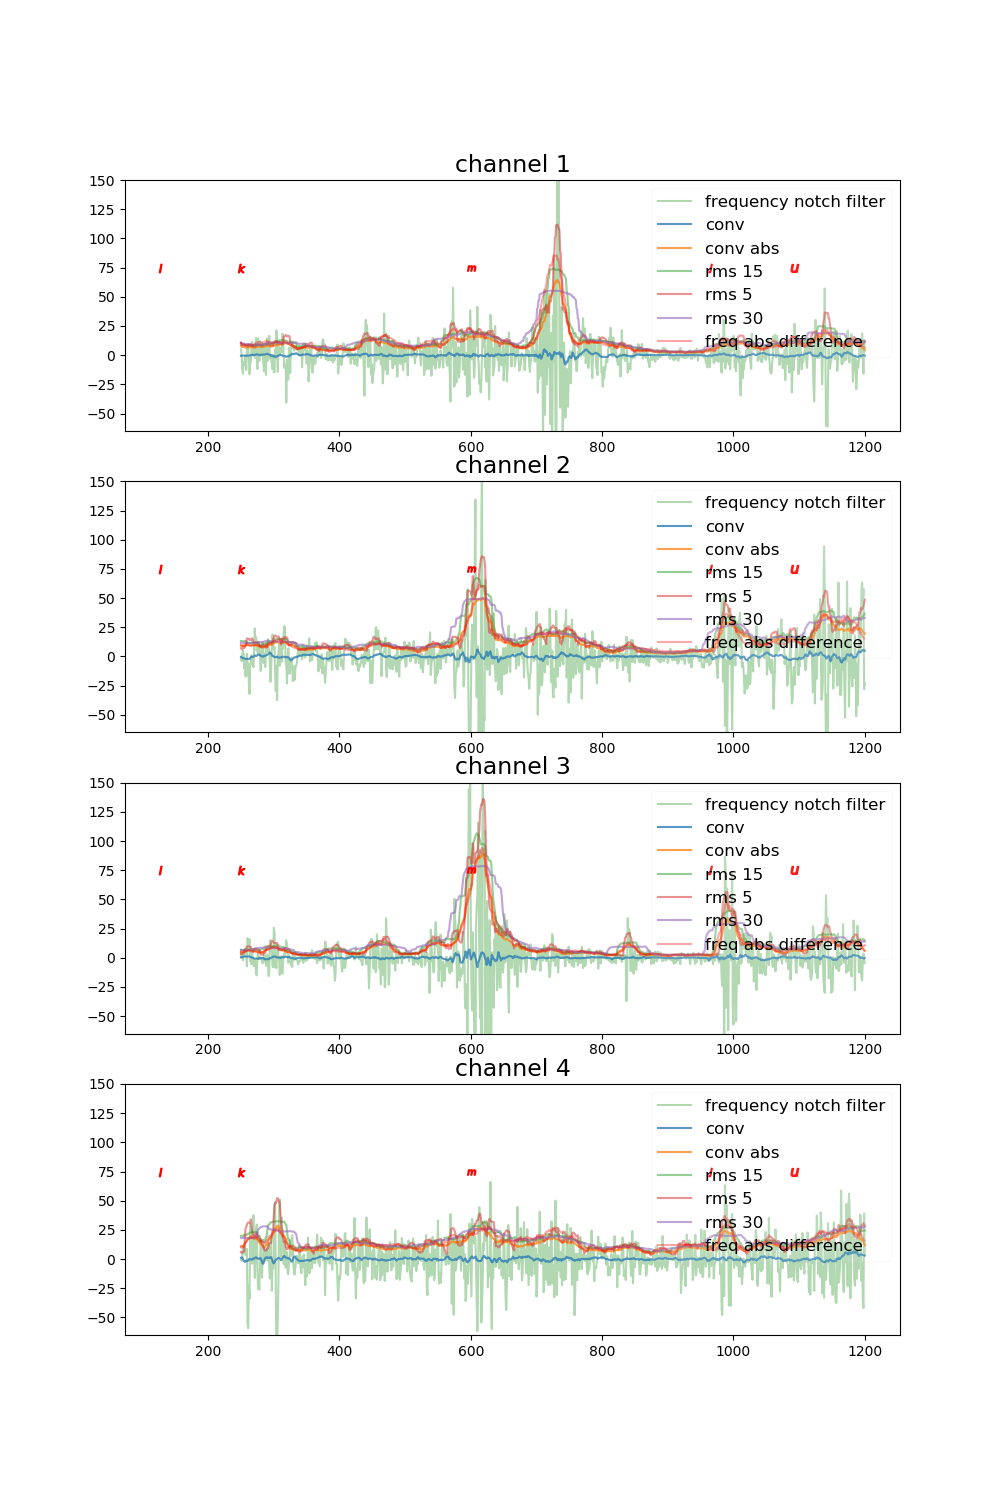 channel 1
150
125
100
75
50
25
0
−25
−50
l k m U
frequency notch filter
conv
conv abs
rms 15
rms 5
rms 30
freq abs difference
200 400 600 800 1000 1200
channel 2
150
125
100
75
50
25
0
−25
−50
l k m U
frequency notch filter
conv
conv abs
rms 15
rms 5
rms 30
freq abs difference
200 400 600 800 1000 1200
channel 3
150
125
100
75
50
25
0
−25
−50
l k m U
frequency notch filter
conv
conv abs
rms 15
rms 5
rms 30
freq abs difference
200 400 600 800 1000 1200
channel 4
150
125
100
75
50
25
0
−25
−50
l k m U
frequency notch filter
conv
conv abs
rms 15
rms 5
rms 30
freq abs difference
200 400 600 800 1000 1200